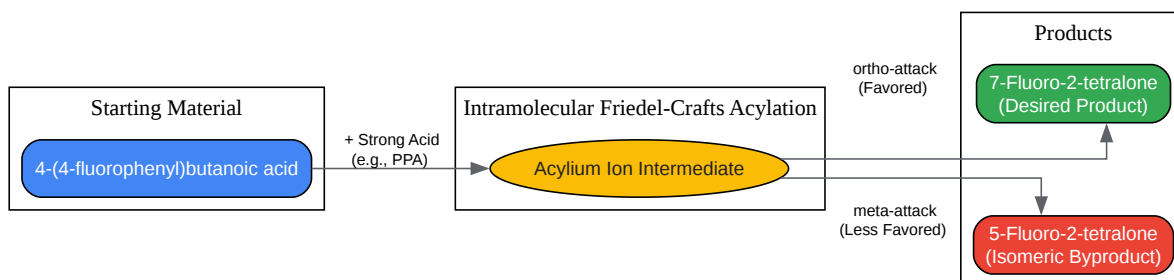 Starting Material
4-(4-fluorophenyl)butanoic acid
+ Strong Acid
(e.g., PPA)
Intramolecular Friedel-Crafts Acylation
Acylium Ion Intermediate
ortho-attack
(Favored)
meta-attack
(Less Favored)
Products
7-Fluoro-2-tetralone
(Desired Product)
5-Fluoro-2-tetralone
(Isomeric Byproduct)